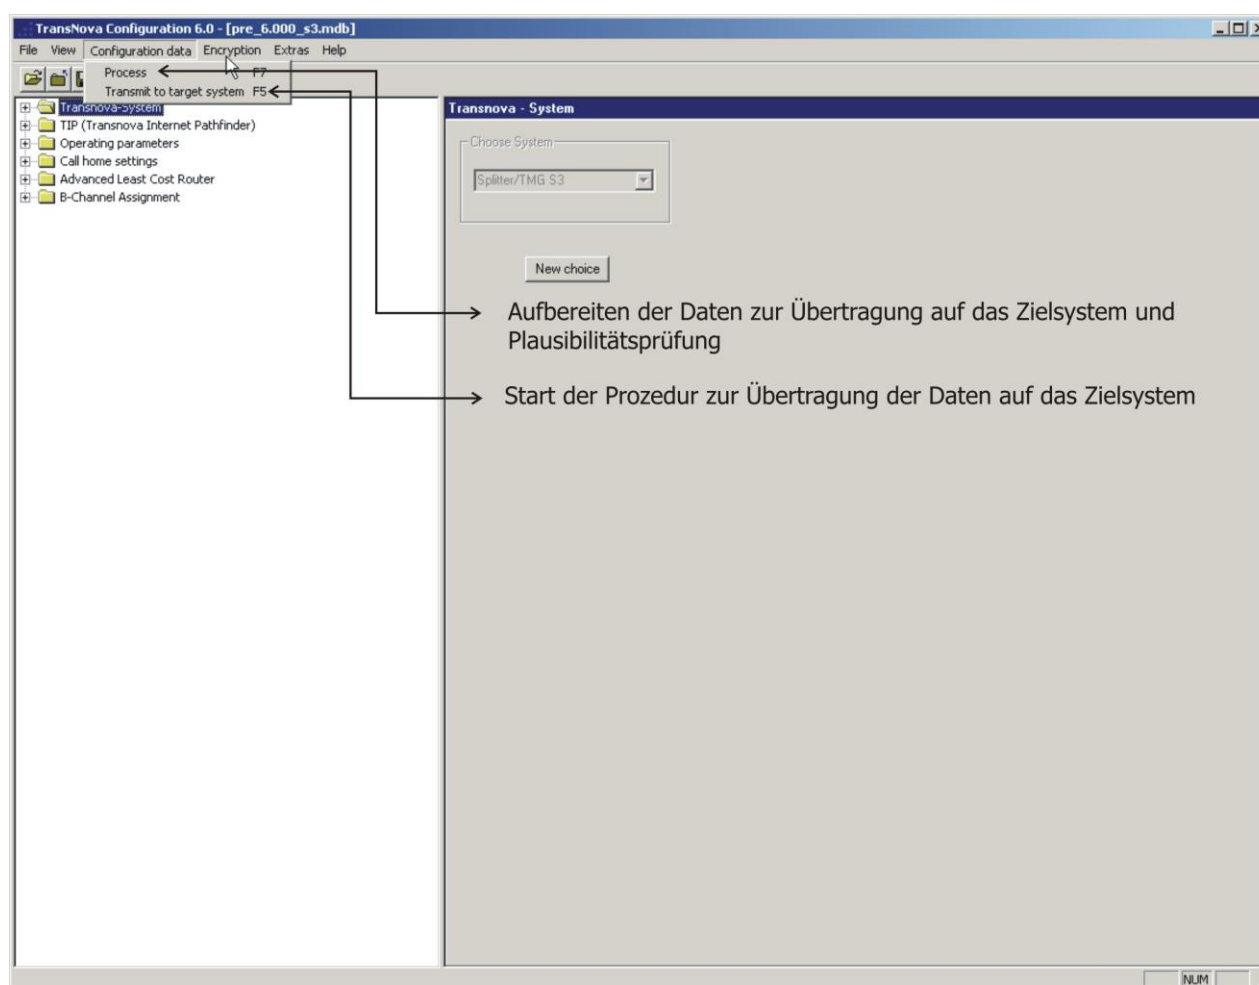 TransNova Configuration 6.0 - [pre_6.000_s3.mdb]
File View Configuration data Encryption Extras Help
Process F7
Transmit to target system F5
Transnova-System
TIP (Transnova Internet Pathfinder)
Operating parameters
Call home settings
Advanced Least Cost Router
B-Channel Assignment
Transnova - System
Choose System
Splitter/TMG S3
New choice
Aufbereiten der Daten zur Übertragung auf das Zielsystem und
Plausibilitätsprüfung
Start der Prozedur zur Übertragung der Daten auf das Zielsystem
NUM